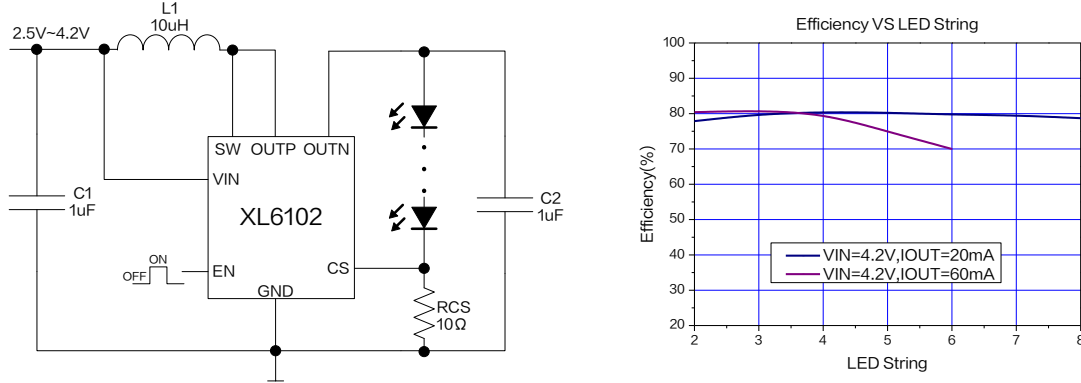 L1
10uH
2.5V~4.2V
SW OUTP OUTN
VIN
C1
1uF
XL6102
C2
1uF
ON
OFF
EN
CS
GND
RCS
10Ω
Efficiency VS LED String
Efficiency(%)
100
90
80
70
60
50
40
30
20
VIN=4.2V,IOUT=20mA
VIN=4.2V,IOUT=60mA
2 3 4 5 6 7 8
LED String